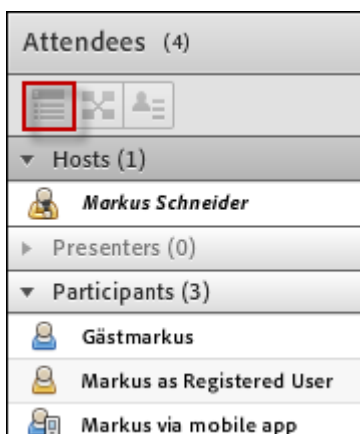 Attendees (4)
Hosts (1)
Markus Schneider
Presenters (0)
Participants (3)
Gästmarkus
Markus as Registered User
Markus via mobile app